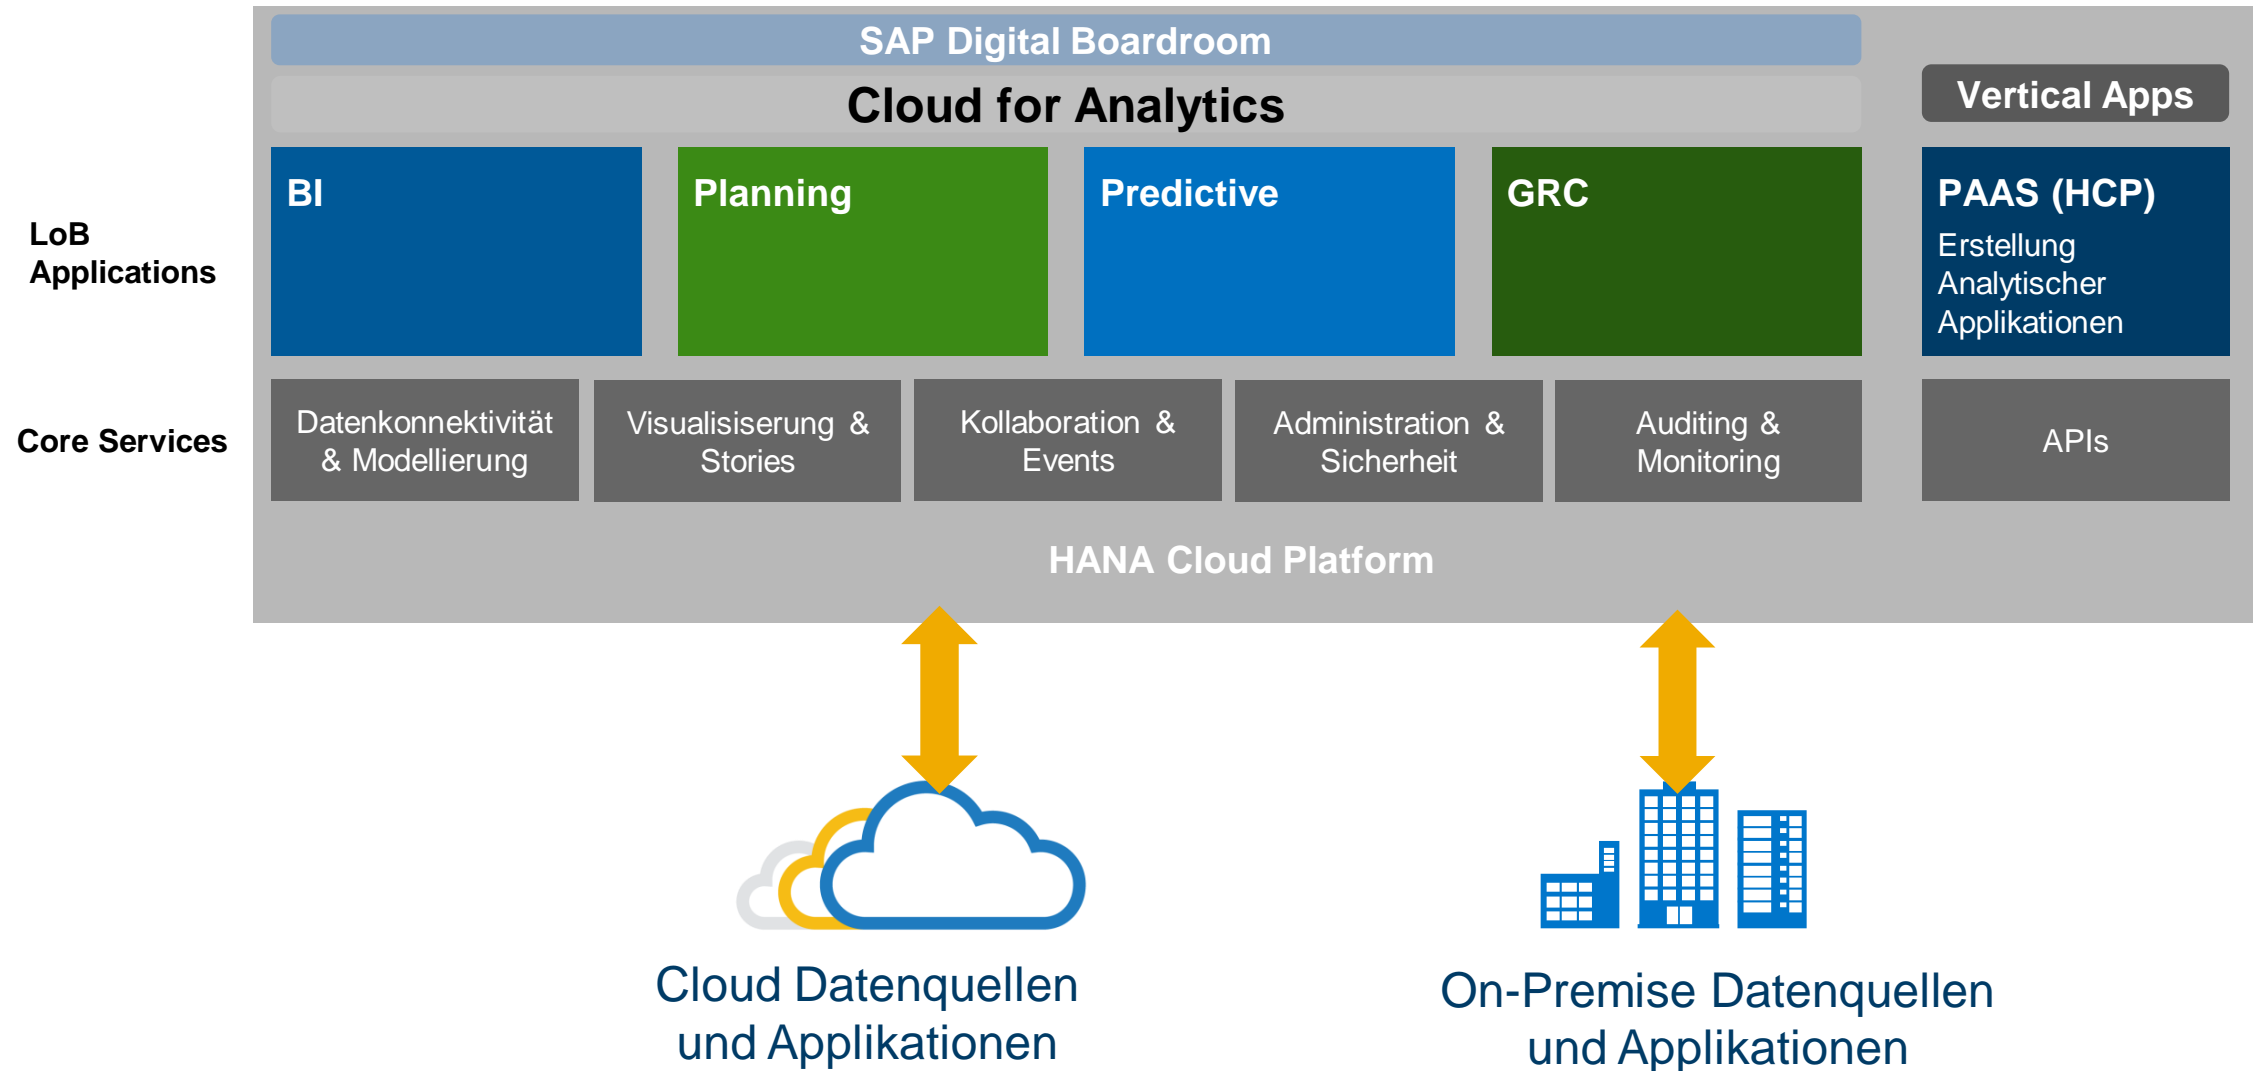 SAP Digital Boardroom
Cloud for Analytics
Vertical Apps
LoB
Applications
BI
Planning
Predictive
GRC
PAAS (HCP)
Erstellung
Analytischer
Applikationen
Core Services
Datenkonnektivität
& Modellierung
Visualisiserung &
Stories
Kollaboration &
Events
Administration &
Sicherheit
Auditing &
Monitoring
APIs
HANA Cloud Platform
Cloud Datenquellen
und Applikationen
On-Premise Datenquellen
und Applikationen